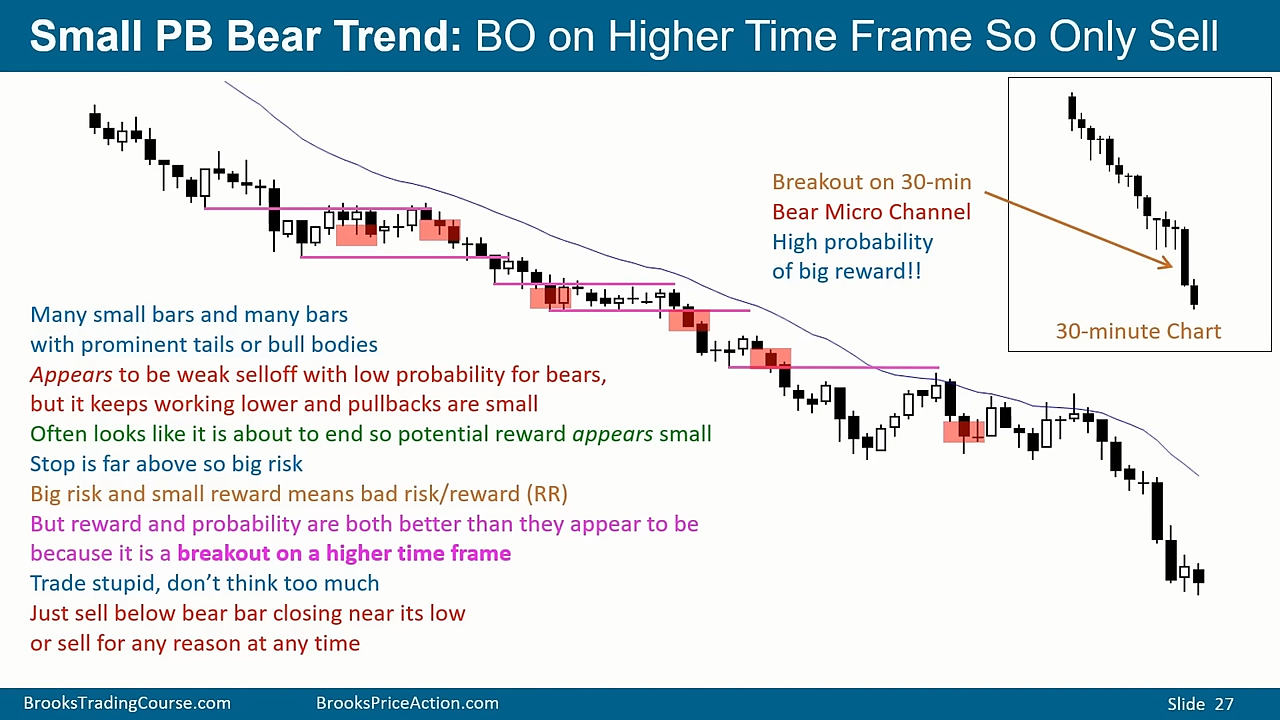 Small PB Bear Trend: BO on Higher Time Frame So Only Sell
Breakout on 30-min
Bear Micro Channel
High probability
of big reward!!
30-minute Chart
Many small bars and many bars
with prominent tails or bull bodies
Appears to be weak selloff with low probability for bears,
but it keeps working lower and pullbacks are small
Often looks like it is about to end so potential reward appears small
Stop is far above so big risk
Big risk and small reward means bad risk/reward (RR)
But reward and probability are both better than they appear to be
because it is a breakout on a higher time frame
Trade stupid, don’t think too much
Just sell below bear bar closing near its low
or sell for any reason at any time
BrooksTradingCourse.com
BrooksPriceAction.com
Slide 27